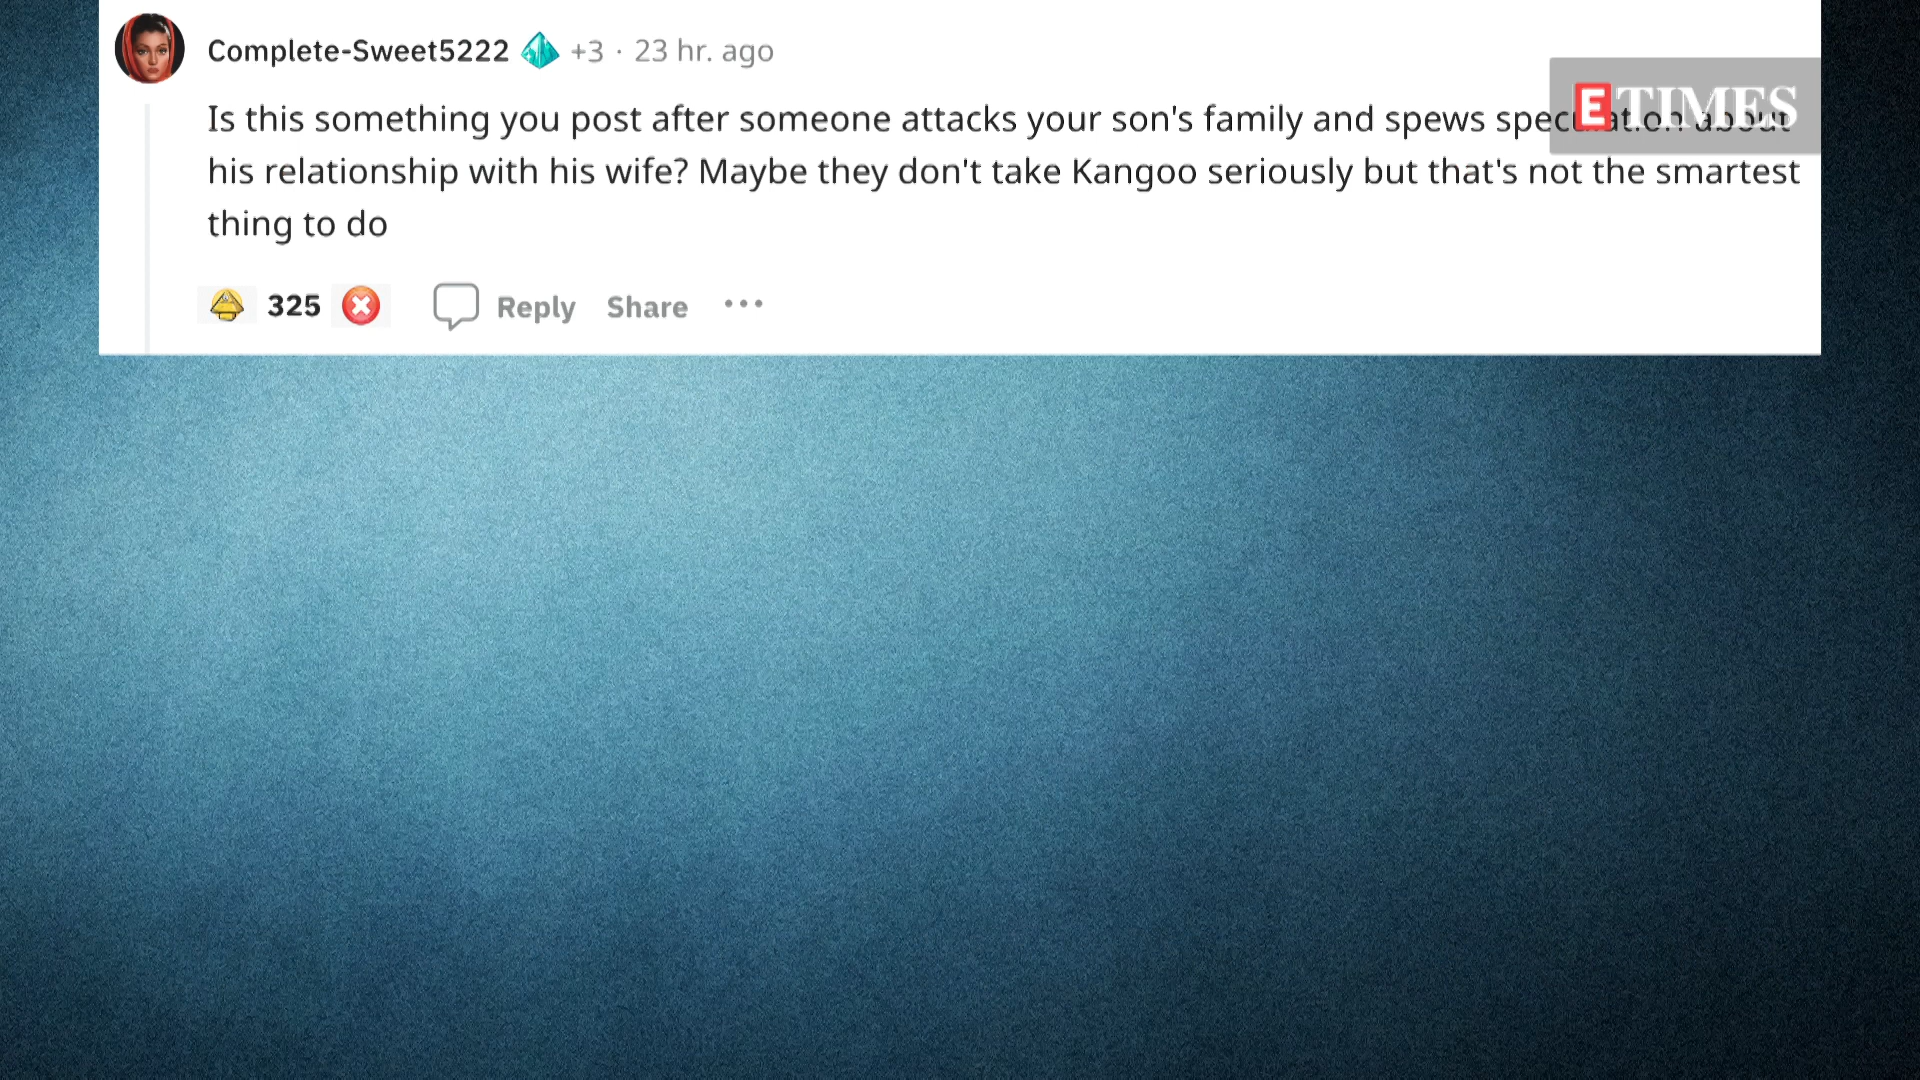 Complete-Sweet5222 +3 · 23 hr. ago
ETIMES
Is this something you post after someone attacks your son's family and spews speculation about
his relationship with his wife? Maybe they don't take Kangoo seriously but that's not the smartest
thing to do
325 Reply Share ...